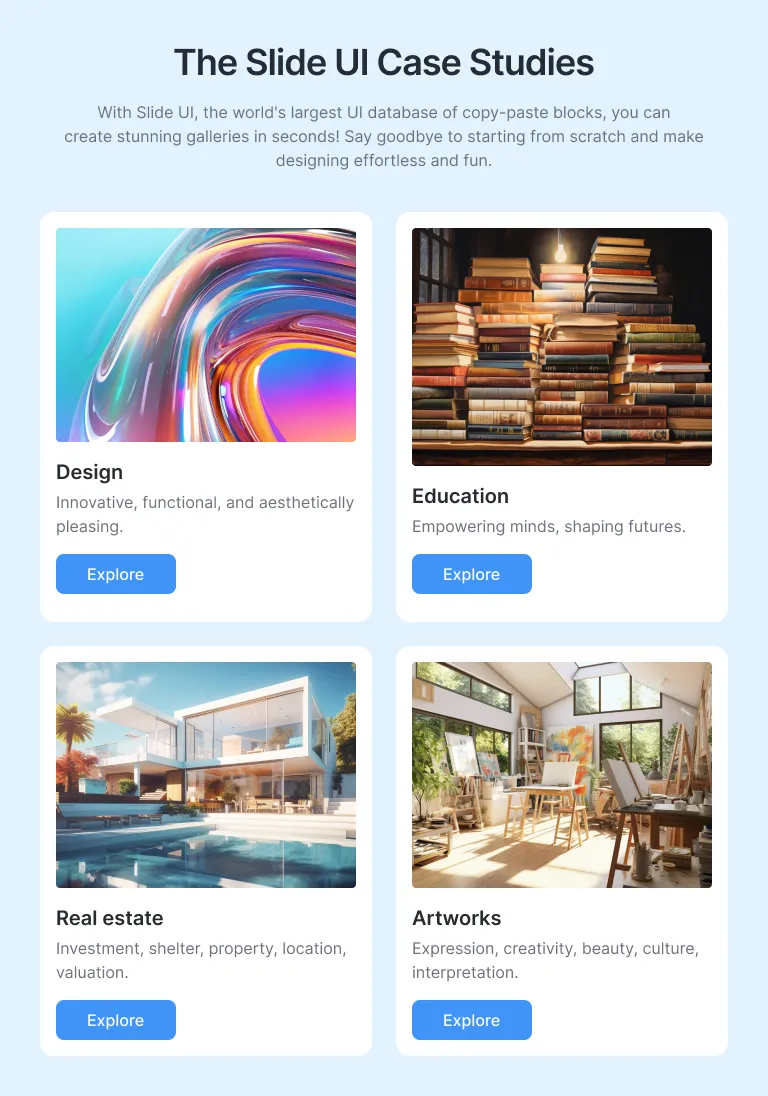 The Slide UI Case Studies
With Slide UI, the world's largest UI database of copy-paste blocks, you can
create stunning galleries in seconds! Say goodbye to starting from scratch and make
designing effortless and fun.
Design
Innovative, functional, and aesthetically
pleasing.
Explore
Education
Empowering minds, shaping futures.
Explore
Real estate
Investment, shelter, property, location,
valuation.
Explore
Artworks
Expression, creativity, beauty, culture,
interpretation.
Explore